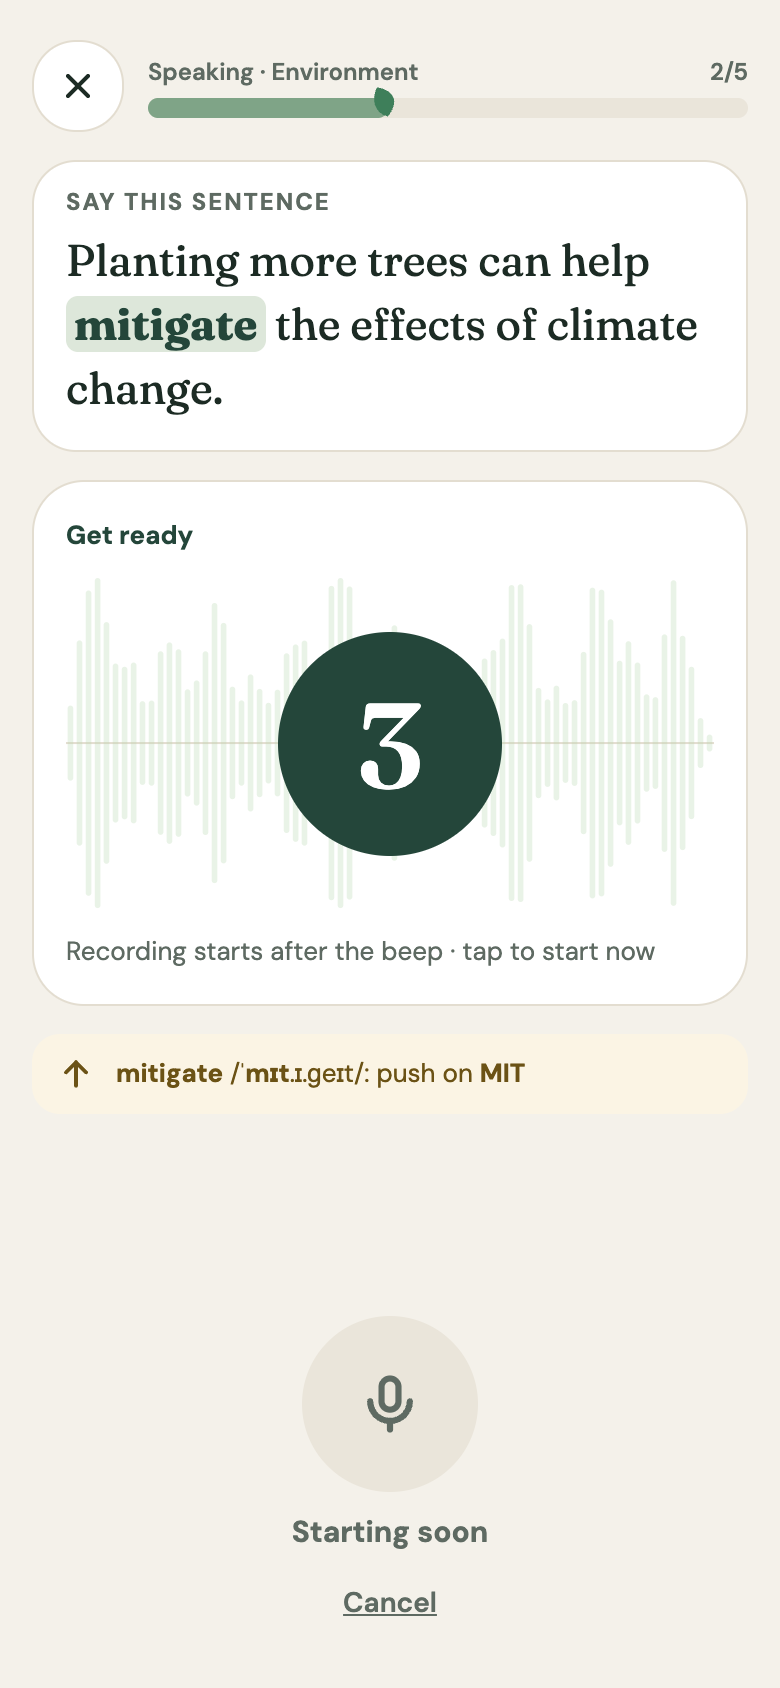 Speaking · Environment
2/5
SAY THIS SENTENCE
Planting more trees can help
mitigate the effects of climate
change.
Get ready
3
Recording starts after the beep · tap to start now
mitigate /ˈmɪt.ɪ.ɡeɪt/: push on MIT
Starting soon
Cancel